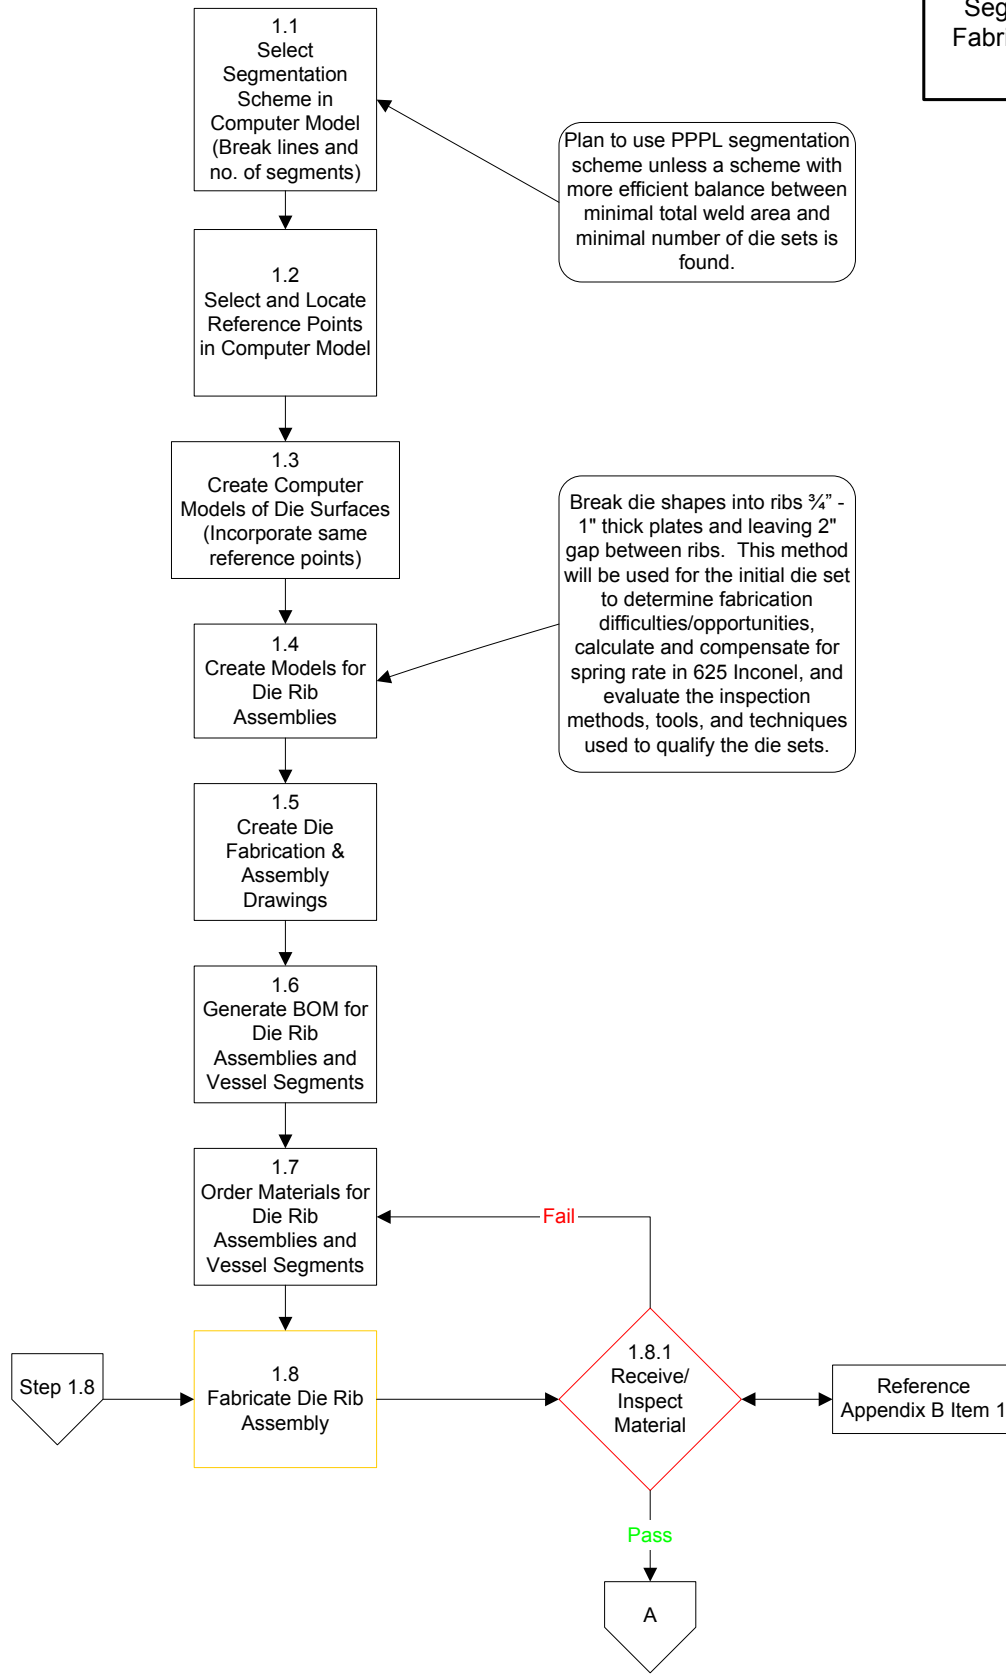 1.1
Select
Segmentation
Scheme in
Computer Model
(Break lines and
no. of segments)
Plan to use PPPL segmentation
scheme unless a scheme with
more efficient balance between
minimal total weld area and
minimal number of die sets is
found.
1.2
Select and Locate
Reference Points
in Computer Model
1.3
Create Computer
Models of Die Surfaces
(Incorporate same
reference points)
Break die shapes into ribs ¾” -
1" thick plates and leaving 2"
gap between ribs. This method
will be used for the initial die set
to determine fabrication
difficulties/opportunities,
calculate and compensate for
spring rate in 625 Inconel, and
evaluate the inspection
methods, tools, and techniques
used to qualify the die sets.
1.4
Create Models for
Die Rib
Assemblies
1.5
Create Die
Fabrication &
Assembly
Drawings
1.6
Generate BOM for
Die Rib
Assemblies and
Vessel Segments
1.7
Order Materials for
Die Rib
Assemblies and
Vessel Segments
Fail
Step 1.8
1.8
Fabricate Die Rib
Assembly
1.8.1
Receive/
Inspect
Material
Reference
Appendix B Item 1
Pass
A